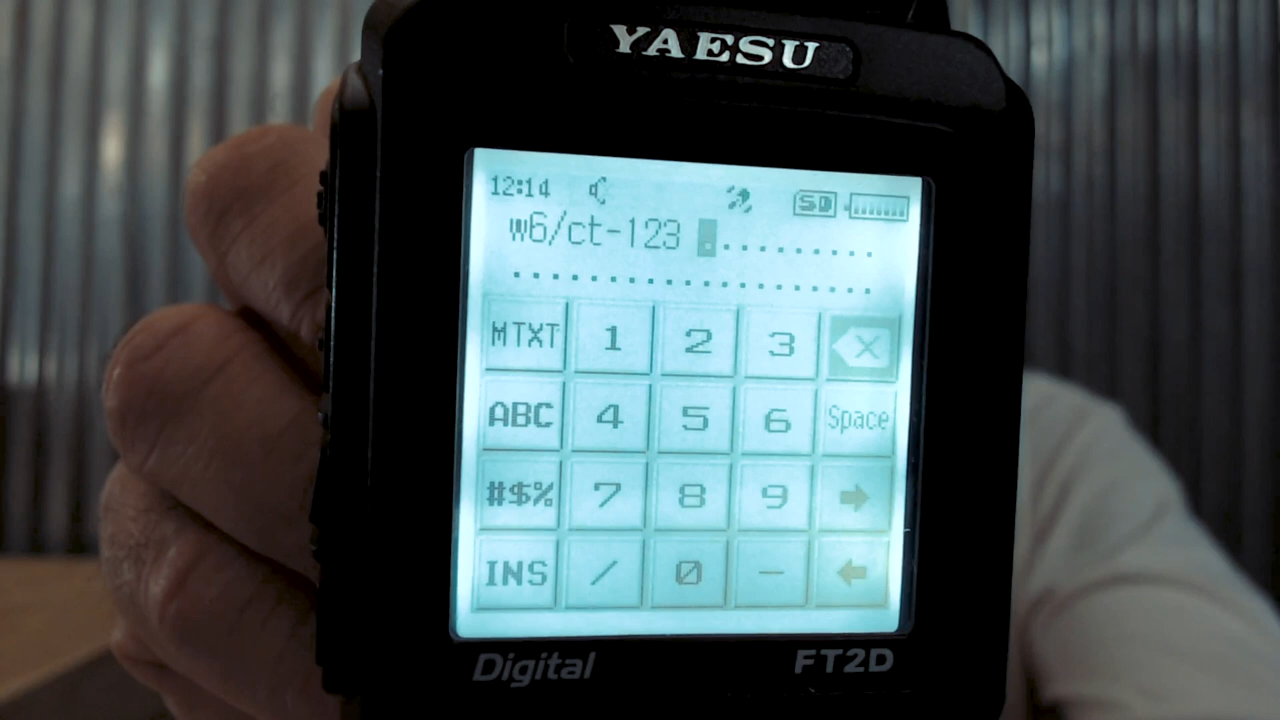 YAESU
12:14 SD
w6/ct-123
MTXT 1 2 3 X
ABC 4 5 6 Space
#$% 7 8 9
INS / 0 -
Digital FT2D